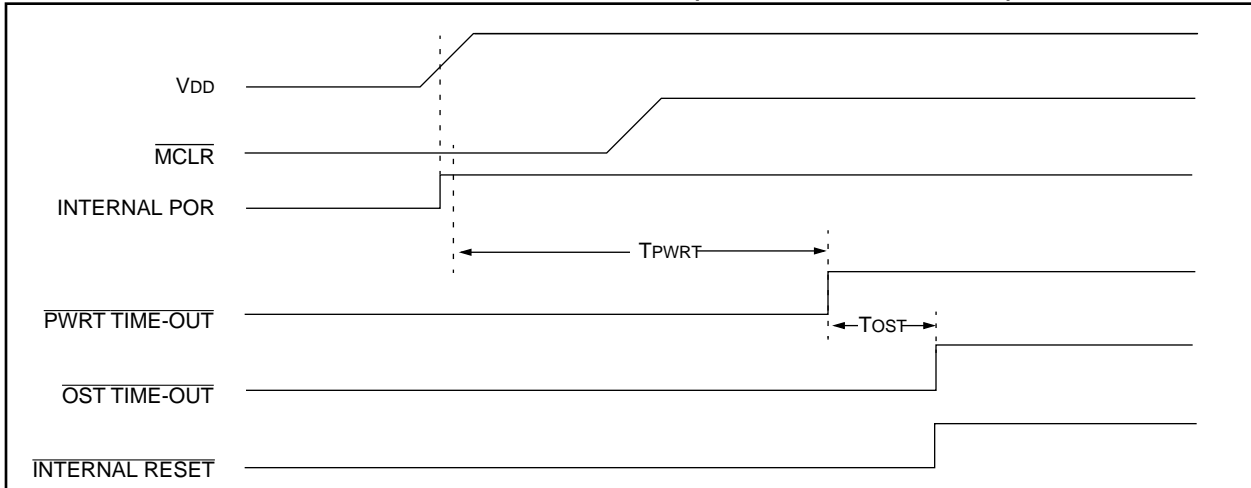 VDD
MCLR
INTERNAL POR
TPWRT
PWRT TIME-OUT
TOST
OST TIME-OUT
INTERNAL RESET